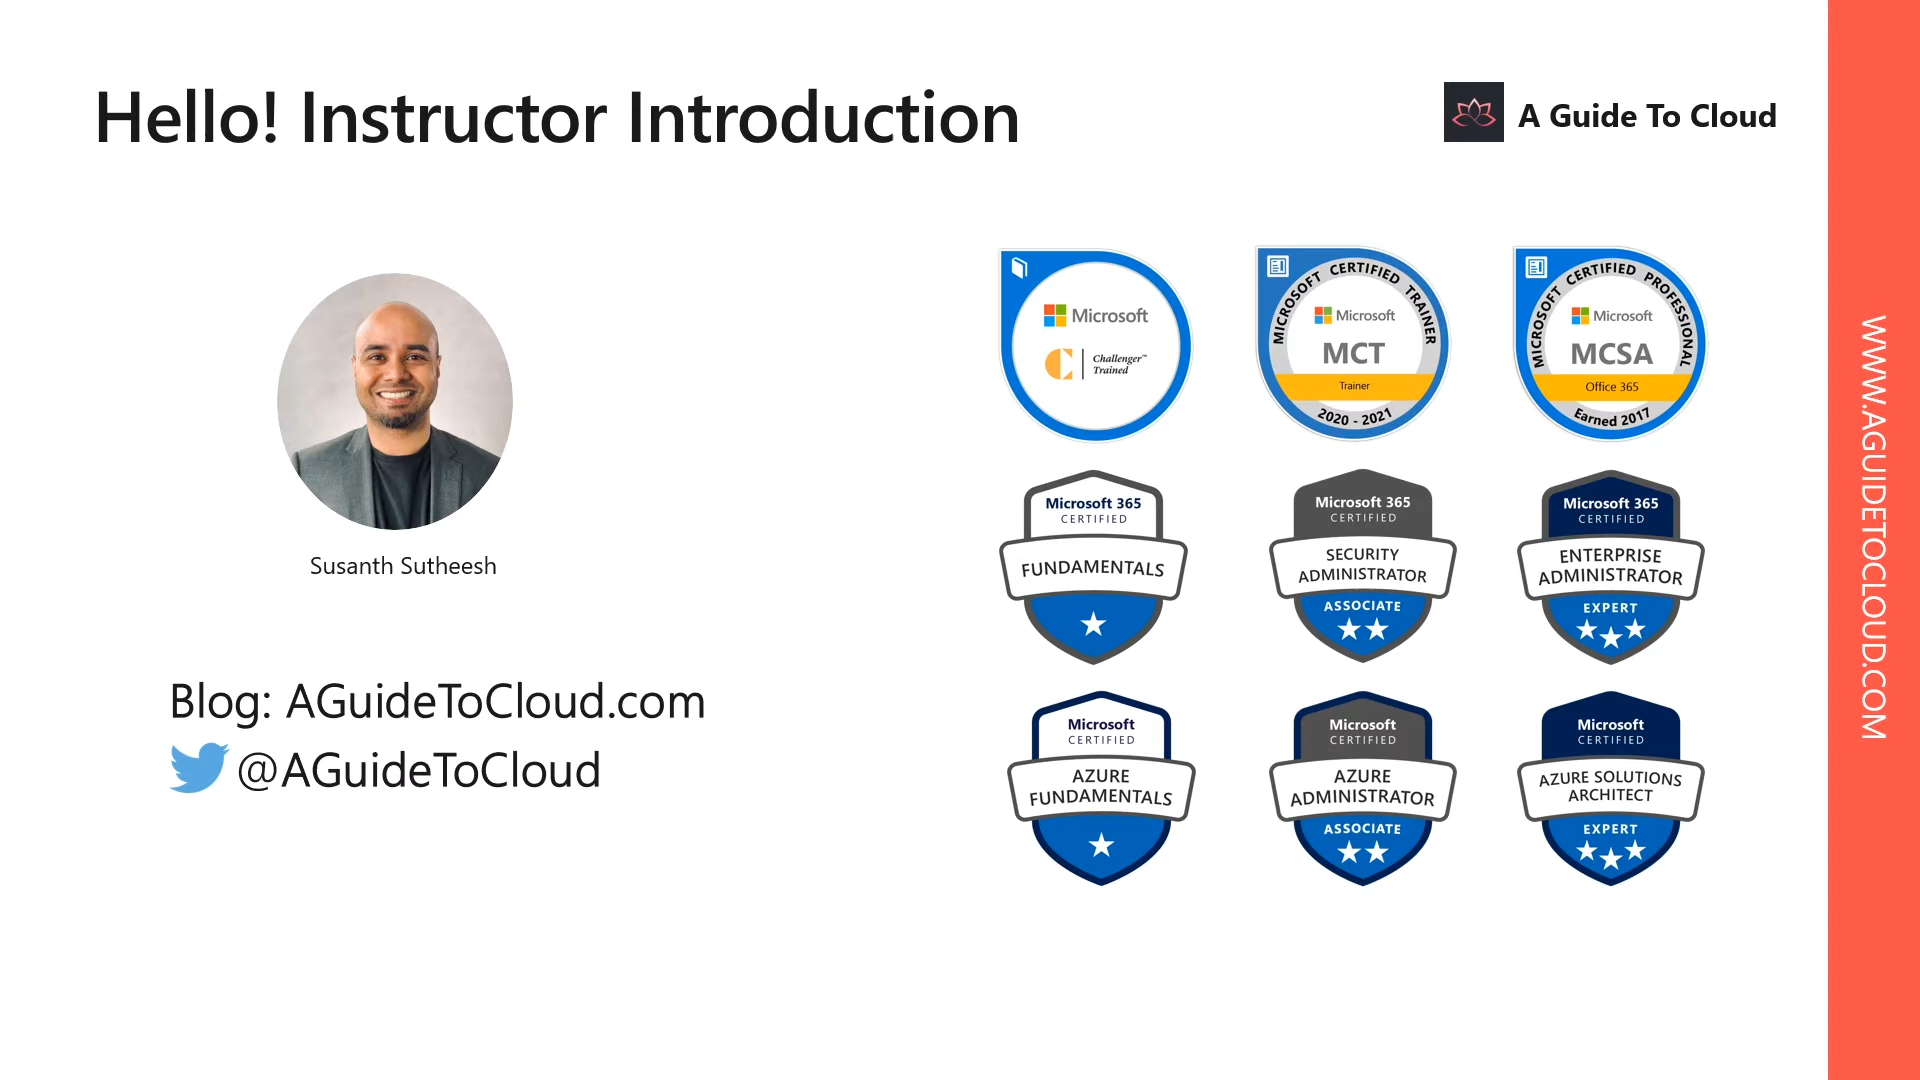 Hello! Instructor Introduction
A Guide To Cloud
Susanth Sutheesh
Blog: AGuideToCloud.com
@AGuideToCloud
Microsoft
Challenger™
Trained
MICROSOFT CERTIFIED TRAINER
Microsoft
MCT
Trainer
2020 - 2021
MICROSOFT CERTIFIED PROFESSIONAL
Microsoft
MCSA
Office 365
Earned 2017
Microsoft 365
CERTIFIED
FUNDAMENTALS
Microsoft 365
CERTIFIED
SECURITY
ADMINISTRATOR
ASSOCIATE
Microsoft 365
CERTIFIED
ENTERPRISE
ADMINISTRATOR
EXPERT
Microsoft
CERTIFIED
AZURE
FUNDAMENTALS
Microsoft
CERTIFIED
AZURE
ADMINISTRATOR
ASSOCIATE
Microsoft
CERTIFIED
AZURE SOLUTIONS
ARCHITECT
EXPERT
WWW.AGUIDETOCLOUD.COM